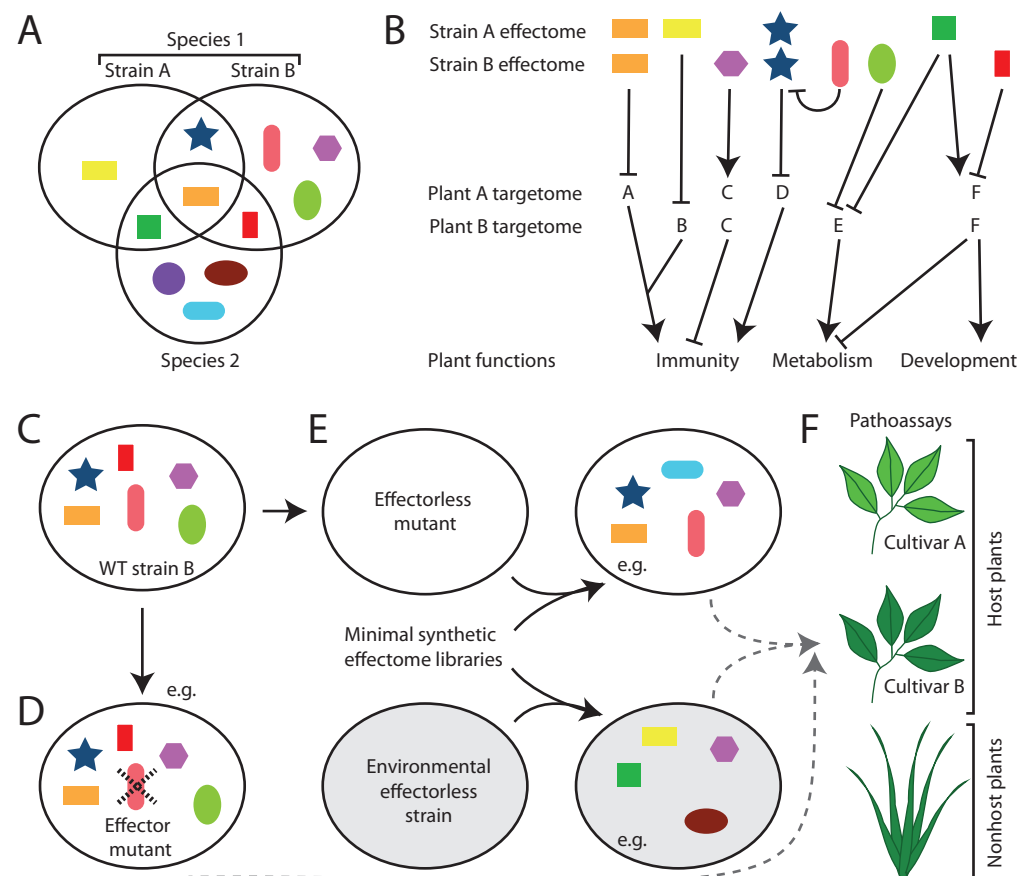 A
Species 1
Strain A
Strain B
Species 2
B
Strain A effectome
Strain B effectome
Plant A targetome
A
C
D
F
Plant B targetome
B
C
E
F
Plant functions
Immunity
Metabolism
Development
C
WT strain B
D
e.g.
Effector
mutant
E
Effectorless
mutant
e.g.
Minimal synthetic
effectome libraries
Environmental
effectorless
strain
e.g.
F
Pathoassays
Cultivar A
Cultivar B
Host plants
Nonhost plants